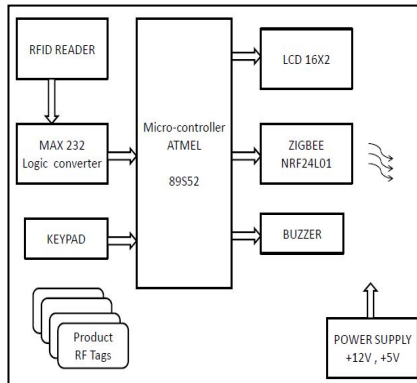 RFID READER
MAX 232
Logic converter
KEYPAD
Product
RF Tags
Micro-controller
ATMEL
89S52
LCD 16X2
ZIGBEE
NRF24L01
BUZZER
POWER SUPPLY
+12V , +5V